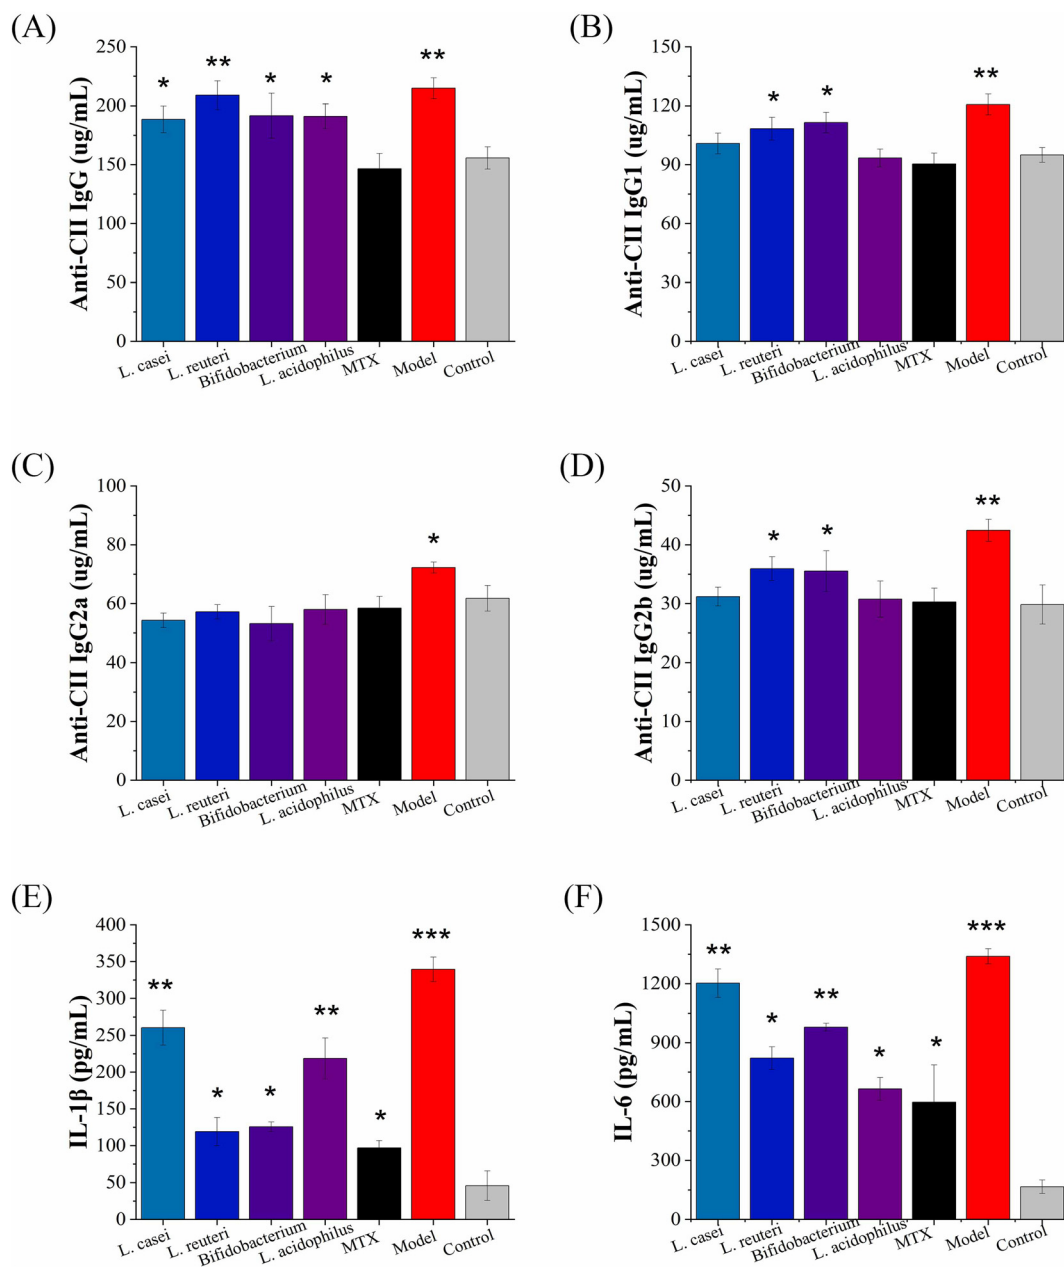 (A)
Anti-CII IgG (ug/mL)
250
200
150
100
50
0
* ** * * **
L. casei L. reuteri Bifidobacterium L. acidophilus MTX Model Control
(B)
Anti-CII IgG1 (ug/mL)
150
120
90
60
30
0
* * **
L. casei L. reuteri Bifidobacterium L. acidophilus MTX Model Control
(C)
Anti-CII IgG2a (ug/mL)
100
80
60
40
20
0
*
L. casei L. reuteri Bifidobacterium L. acidophilus MTX Model Control
(D)
Anti-CII IgG2b (ug/mL)
50
40
30
20
10
0
* * **
L. casei L. reuteri Bifidobacterium L. acidophilus MTX Model Control
(E)
IL-1β (pg/mL)
400
350
300
250
200
150
100
50
0
** * * ** * ***
L. casei L. reuteri Bifidobacterium L. acidophilus MTX Model Control
(F)
IL-6 (pg/mL)
1500
1200
900
600
300
0
** * ** * * ***
L. casei L. reuteri Bifidobacterium L. acidophilus MTX Model Control